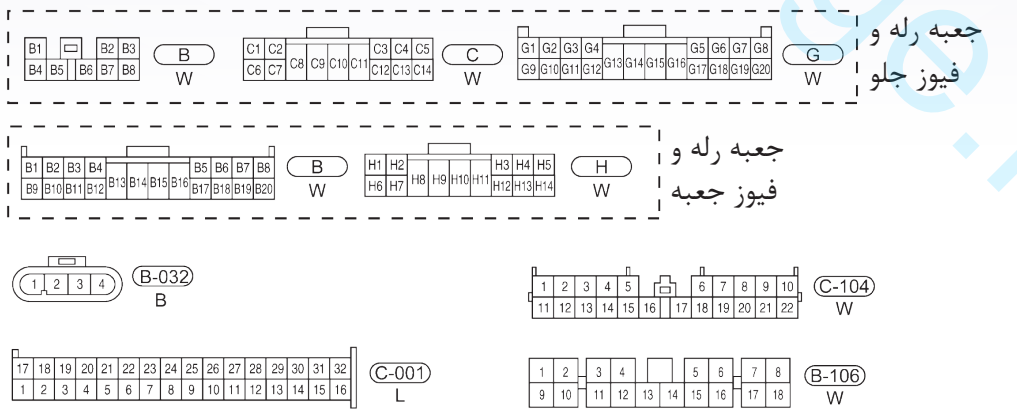 جعبه رله و
فیوز جلو
B1 B2 B3
B4 B5 B6 B7 B8
B
W
C1 C2 C3 C4 C5
C6 C7 C8 C9 C10 C11 C12 C13 C14
C
W
G1 G2 G3 G4 G5 G6 G7 G8
G9 G10 G11 G12 G13 G14 G15 G16 G17 G18 G19 G20
G
W
جعبه رله و
فیوز جعبه
B1 B2 B3 B4 B5 B6 B7 B8
B9 B10 B11 B12 B13 B14 B15 B16 B17 B18 B19 B20
B
W
H1 H2 H3 H4 H5
H6 H7 H8 H9 H10 H11 H12 H13 H14
H
W
1 2 3 4
B-032
B
1 2 3 4 5 6 7 8 9 10
11 12 13 14 15 16 17 18 19 20 21 22
C-104
W
17 18 19 20 21 22 23 24 25 26 27 28 29 30 31 32
1 2 3 4 5 6 7 8 9 10 11 12 13 14 15 16
C-001
L
1 2 3 4 5 6 7 8
9 10 11 12 13 14 15 16 17 18
B-106
W